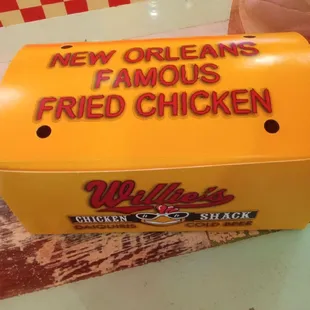 NEW ORLEANS
FAMOUS
FRIED CHICKEN
Willie's
CHICKEN SHACK
DAIQUIRIS COLD BEER